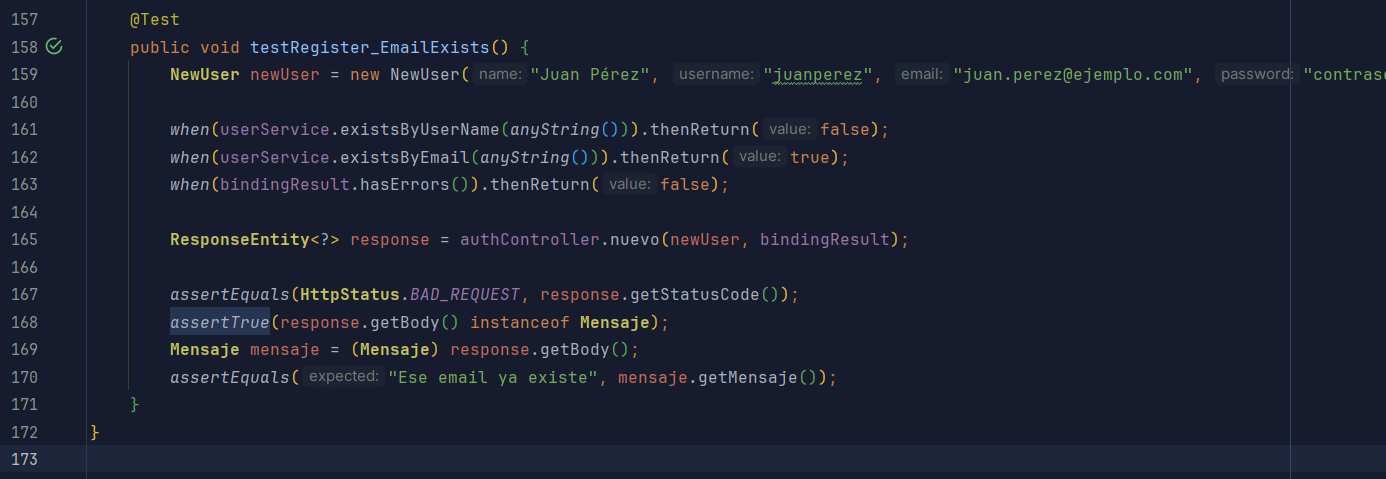 157 @Test
158 public void testRegister_EmailExists() {
159 NewUser newUser = new NewUser( name: "Juan Pérez", username: "juanperez", email: "juan.perez@ejemplo.com", password: "contras
160
161 when(userService.existsByUserName(anyString())).thenReturn( value: false);
162 when(userService.existsByEmail(anyString())).thenReturn( value: true);
163 when(bindingResult.hasErrors()).thenReturn( value: false);
164
165 ResponseEntity<?> response = authController.nuevo(newUser, bindingResult);
166
167 assertEquals(HttpStatus.BAD_REQUEST, response.getStatusCode());
168 assertTrue(response.getBody() instanceof Mensaje);
169 Mensaje mensaje = (Mensaje) response.getBody();
170 assertEquals( expected: "Ese email ya existe", mensaje.getMensaje());
171 }
172 }
173